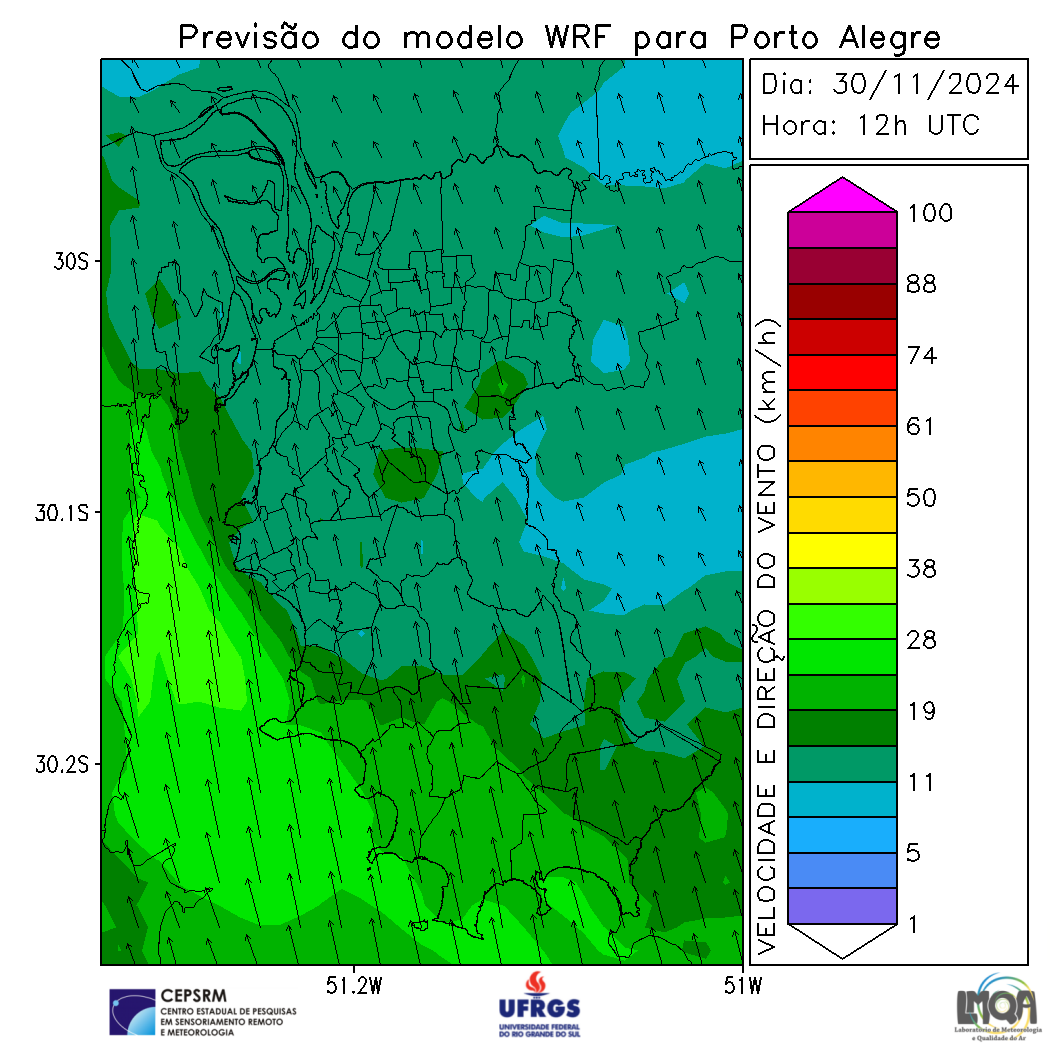 Previsão do modelo WRF para Porto Alegre
Dia: 30/11/2024
Hora: 12h UTC
30S
30.1S
30.2S
51.2W
51W
VELOCIDADE E DIREÇÃO DO VENTO (km/h)
100
88
74
61
50
38
28
19
11
5
1
CEPSRM
CENTRO ESTADUAL DE PESQUISAS
EM SENSORIAMENTO REMOTO
E METEOROLOGIA
UFRGS
UNIVERSIDADE FEDERAL
DO RIO GRANDE DO SUL
LMQA
Laboratório de Meteorologia
e Qualidade do Ar